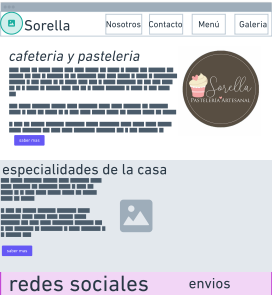 Sorella
Nosotros
Contacto
Menú
Galeria
cafeteria y pasteleria
Sorella
PASTELERIA ARTESANAL
saber mas
especialidades de la casa
saber mas
redes sociales
envios